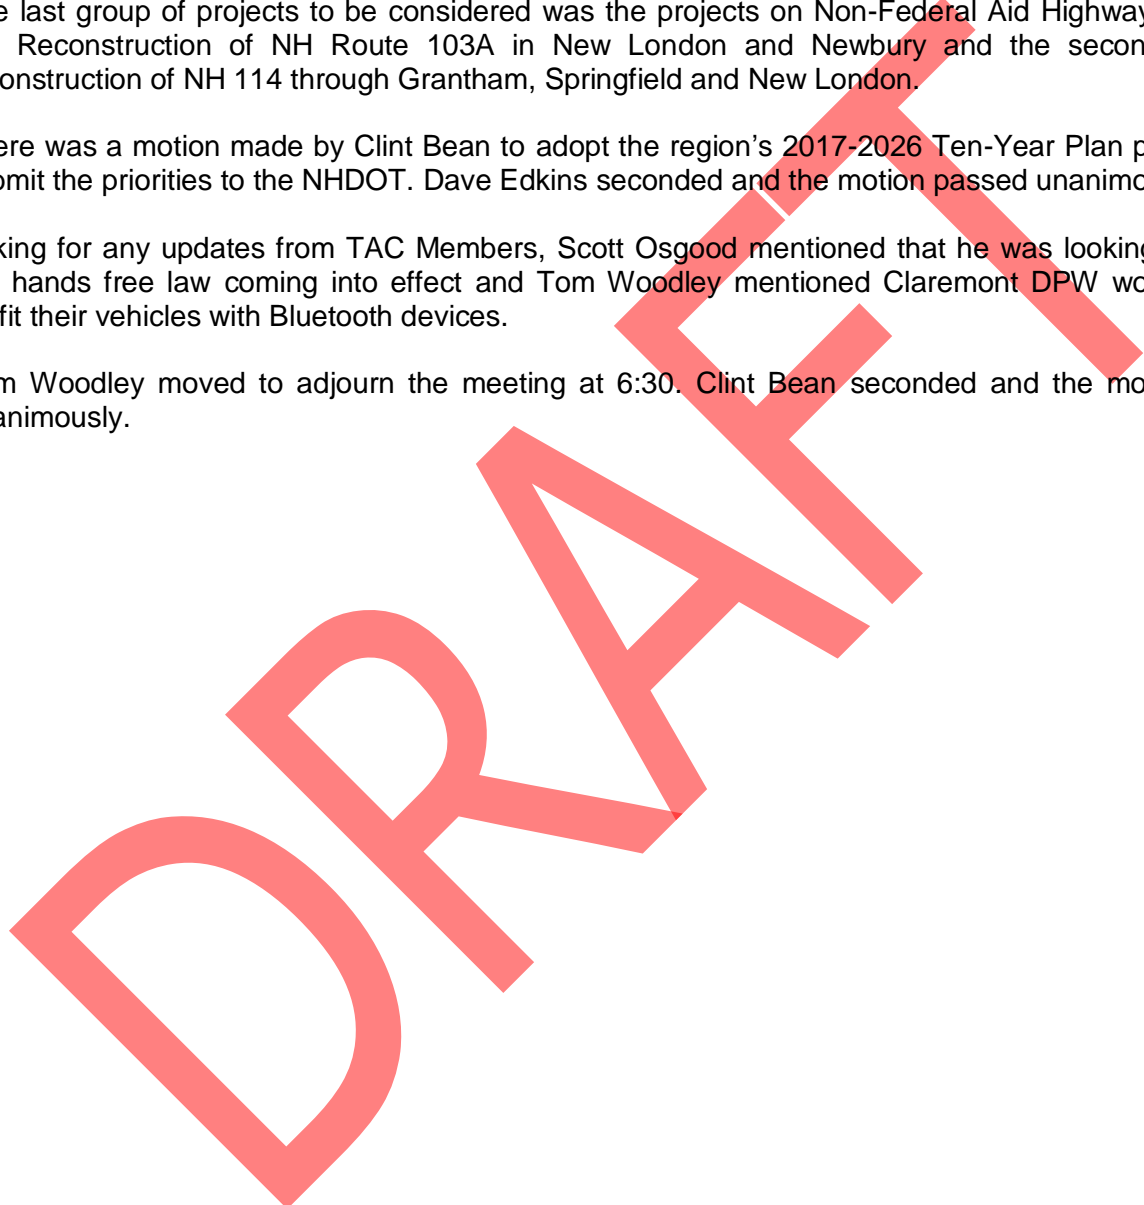 last group of projects to be considered was the projects on Non-Federal Aid Highway
Reconstruction of NH Route 103A in New London and Newbury and the secon
onstruction of NH 114 through Grantham, Springfield and New London.
ere was a motion made by Clint Bean to adopt the region's 2017-2026 Ten-Year Plan p
omit the priorities to the NHDOT. Dave Edkins seconded and the motion passed unanimo
king for any updates from TAC Members, Scott Osgood mentioned that he was looking
hands free law coming into effect and Tom Woodley mentioned Claremont DPW wo
fit their vehicles with Bluetooth devices.
m Woodley moved to adjourn the meeting at 6:30. Clint Bean seconded and the mo
animously.
DRAFT